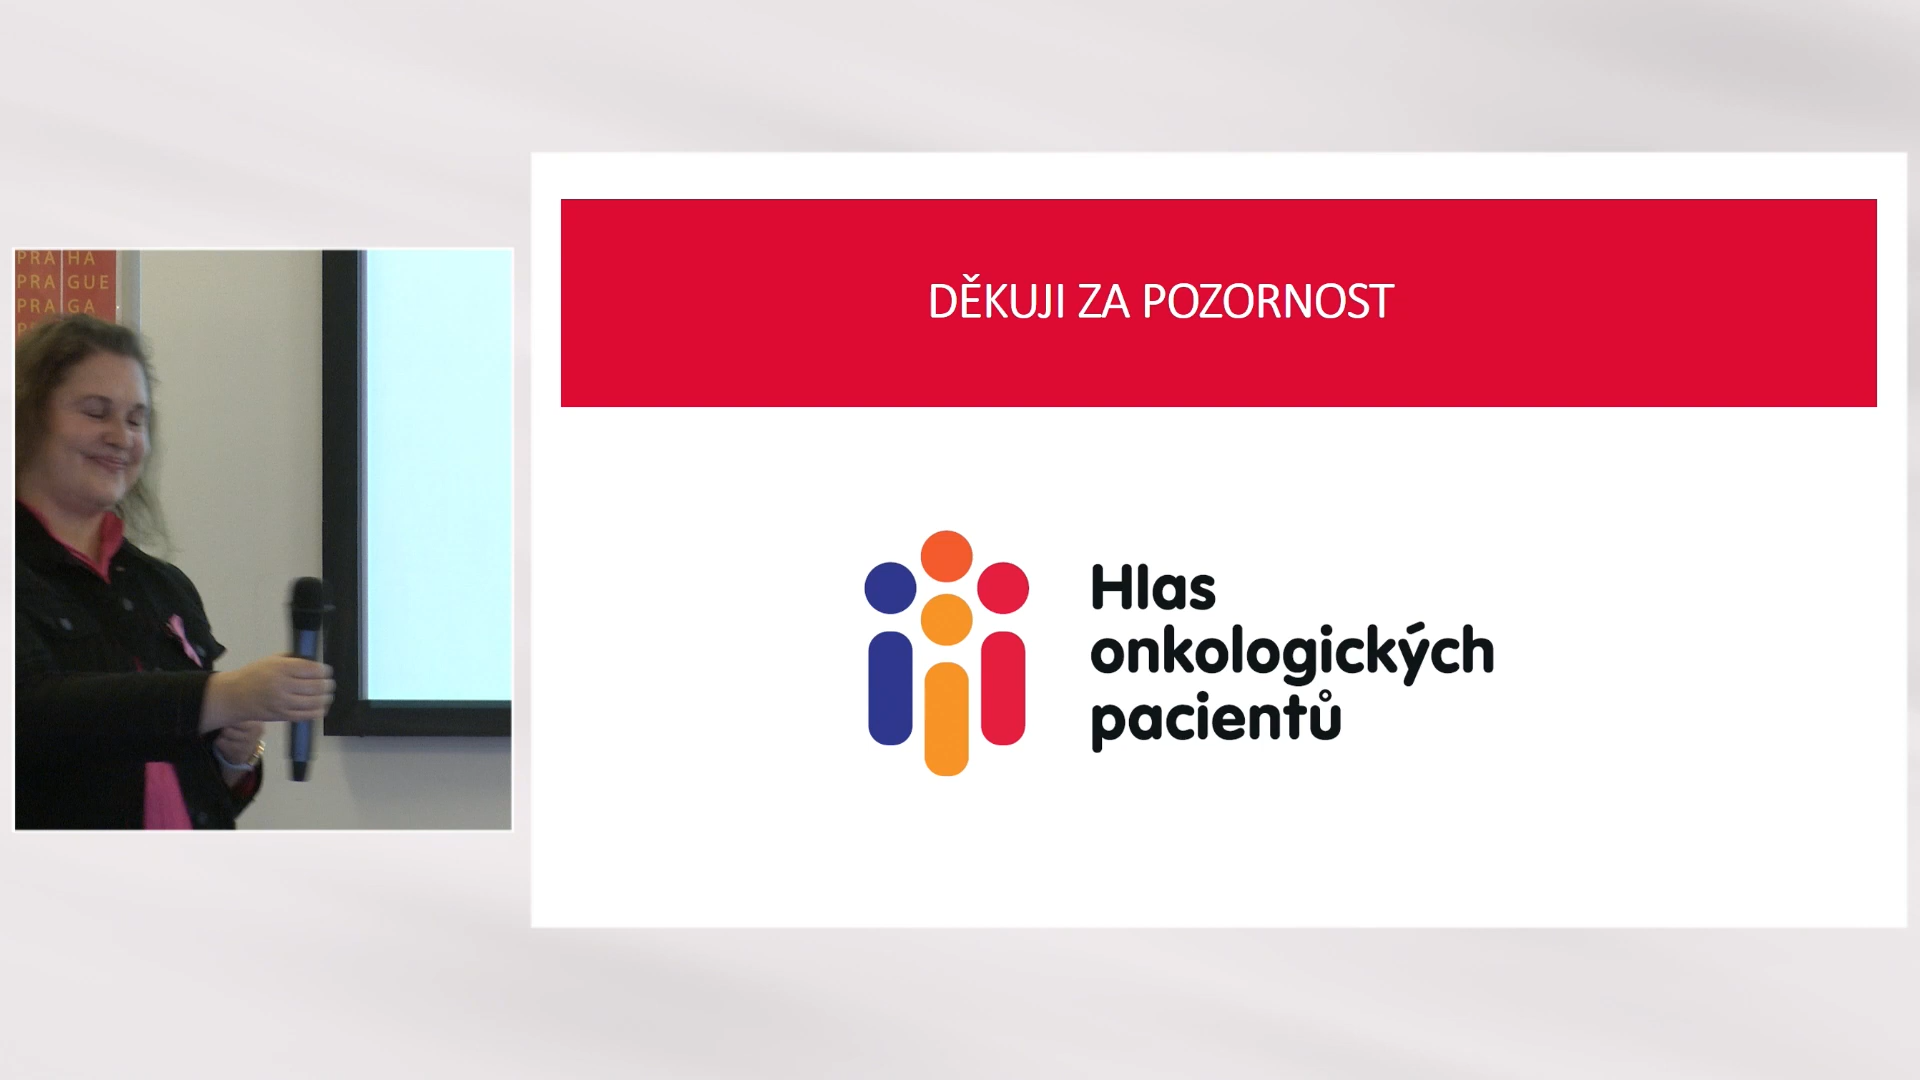 PRA HA
PRA GUE
PRA GA
DĚKUJI ZA POZORNOST
Hlas
onkologických
pacientů